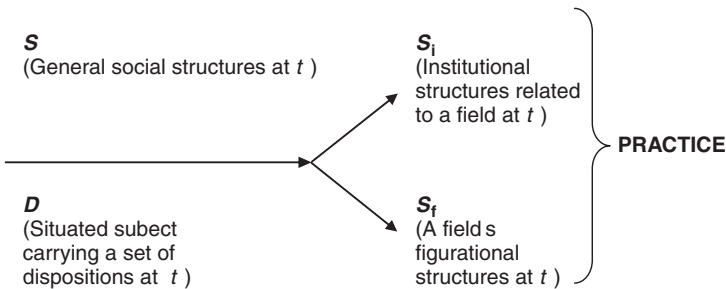 S
(General social structures at t )
D
(Situated subect
carrying a set of
dispositions at t )
Si
(Institutional
structures related
to a field at t )
Sf
(A field s
figurational
structures at t )
PRACTICE